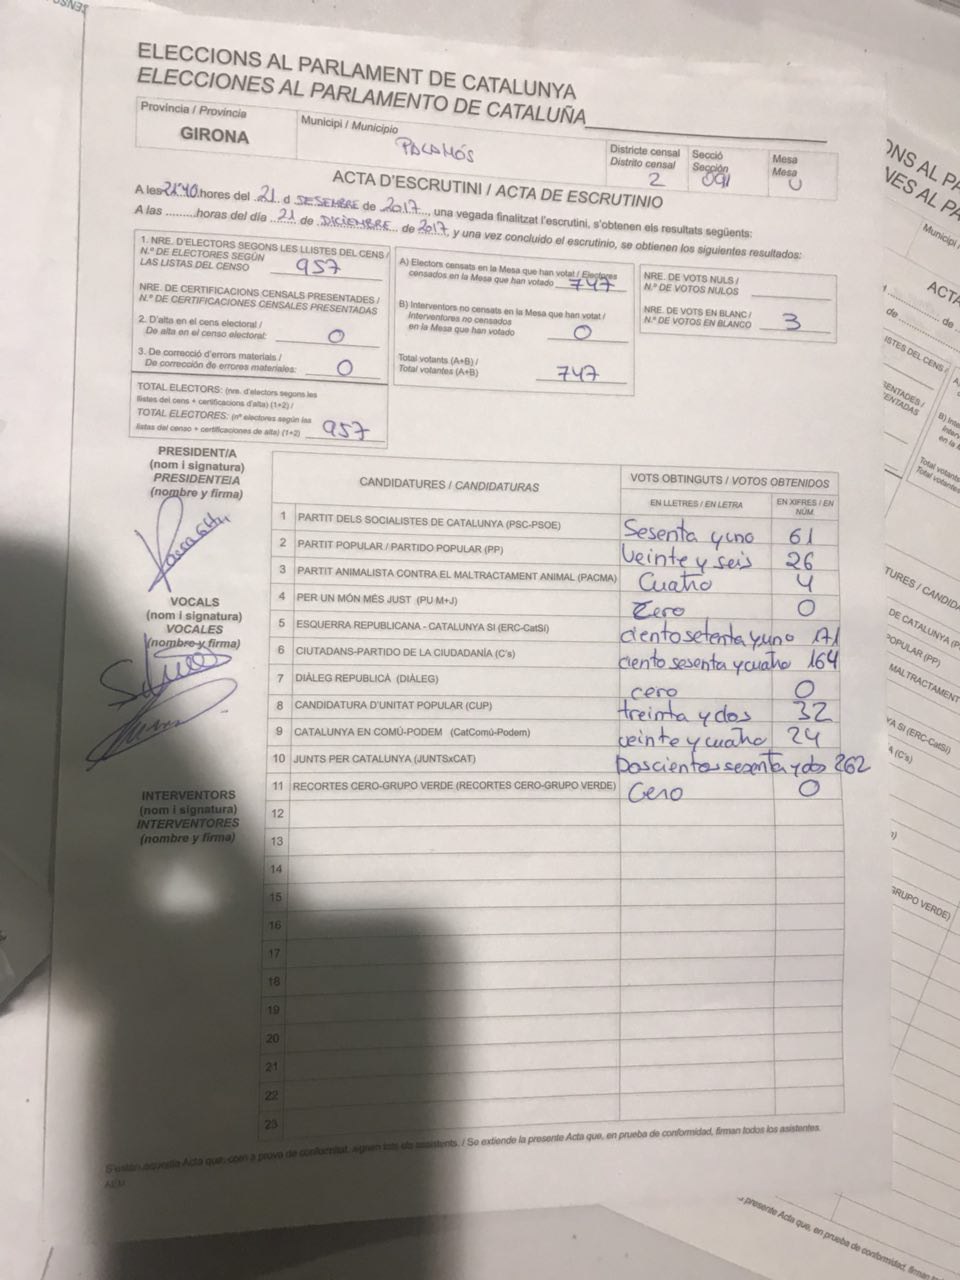 ELECCIONS AL PARLAMENT DE CATALUNYA
ELECCIONES AL PARLAMENTO DE CATALUÑA
Província / Provincia
GIRONA
Municipi / Municipio
PALAMÓS
Districte censal
Distrito censal
2
Secció
Sección
091
Mesa
Mesa
U
ACTA D'ESCRUTINI / ACTA DE ESCRUTINIO
A les 21:40 hores del 21 d DESEMBRE de 2017, una vegada finalitzat l'escrutini, s'obtenen els resultats següents:
A las .........horas del día 21 de DICIEMBRE de 2017, y una vez concluido el escrutinio, se obtienen los siguientes resultados:
1. NRE. D'ELECTORS SEGONS LES LLISTES DEL CENS /
N.º DE ELECTORES SEGÚN
LAS LISTAS DEL CENSO 957
NRE. DE CERTIFICACIONS CENSALS PRESENTADES /
N.º DE CERTIFICACIONES CENSALES PRESENTADAS
2. D'alta en el cens electoral /
De alta en el censo electoral: 0
3. De correcció d'errors materials /
De corrección de errores materiales: 0
TOTAL ELECTORS: (nre. d'electors segons les
llistes del cens + certificacions d'alta) (1+2) /
TOTAL ELECTORES: (nº electores según las
listas del censo + certificaciones de alta) (1+2) 957
A) Electors censats en la Mesa que han votat / Electores
censados en la Mesa que han votado 747
B) Interventors no censats en la Mesa que han votat /
Interventores no censados
en la Mesa que han votado 0
Total votants (A+B) /
Total votantes (A+B) 747
NRE. DE VOTS NULS /
N.º DE VOTOS NULOS
NRE. DE VOTS EN BLANC /
N.º DE VOTOS EN BLANCO 3
PRESIDENT/A
(nom i signatura)
PRESIDENTE/A
(nombre y firma)
VOCALS
(nom i signatura)
VOCALES
(nombre y firma)
INTERVENTORS
(nom i signatura)
INTERVENTORES
(nombre y firma)
CANDIDATURES / CANDIDATURAS
VOTS OBTINGUTS / VOTOS OBTENIDOS
EN LLETRES / EN LETRA
EN XIFRES / EN NÚM.
1 PARTIT DELS SOCIALISTES DE CATALUNYA (PSC-PSOE) Sesenta y uno 61
2 PARTIT POPULAR / PARTIDO POPULAR (PP) Veinte y seis 26
3 PARTIT ANIMALISTA CONTRA EL MALTRACTAMENT ANIMAL (PACMA) Cuatro 4
4 PER UN MÓN MÉS JUST (PU M+J) Zero 0
5 ESQUERRA REPUBLICANA - CATALUNYA SI (ERC-CatSí) ciento setenta y uno 171
6 CIUTADANS-PARTIDO DE LA CIUDADANÍA (C's) ciento sesenta y cuatro 164
7 DIÀLEG REPUBLICÀ (DIÀLEG) cero 0
8 CANDIDATURA D'UNITAT POPULAR (CUP) treinta y dos 32
9 CATALUNYA EN COMÚ-PODEM (CatComú-Podem) veinte y cuatro 24
10 JUNTS PER CATALUNYA (JUNTSxCAT) Doscientos sesenta y dos 262
11 RECORTES CERO-GRUPO VERDE (RECORTES CERO-GRUPO VERDE) Cero 0
12
13
14
15
16
17
18
19
20
21
22
23
S'estén aquesta Acta que, com a prova de conformitat, signen tots els assistents. / Se extiende la presente Acta que, en prueba de conformidad, firman todos los asistentes.